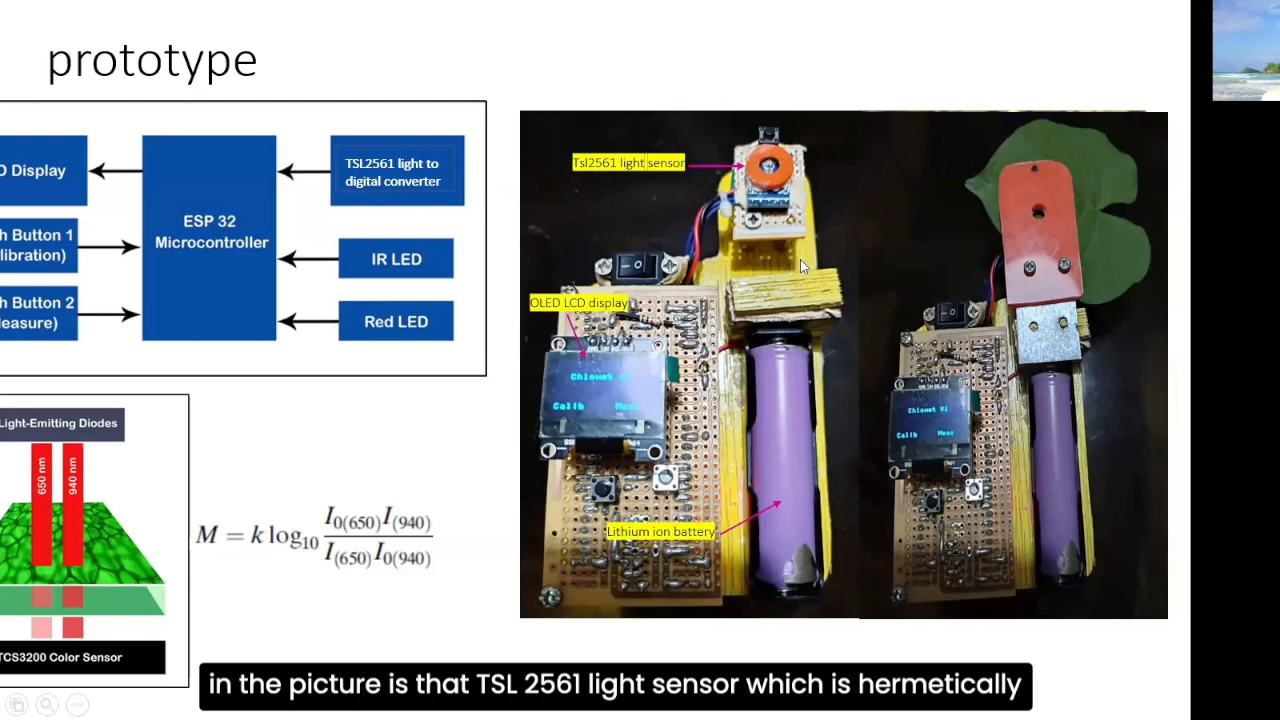 prototype
D Display
h Button 1
libration)
h Button 2
leasure)
ESP 32
Microcontroller
TSL2561 light to
digital converter
IR LED
Red LED
Light-Emitting Diodes
650 nm
940 nm
TCS3200 Color Sensor
M = k log10 I0(650)I(940) / I(650)I0(940)
Tsl2561 light sensor
OLED LCD display
Calib
Lithium ion battery
Calib Meas
in the picture is that TSL 2561 light sensor which is hermetically